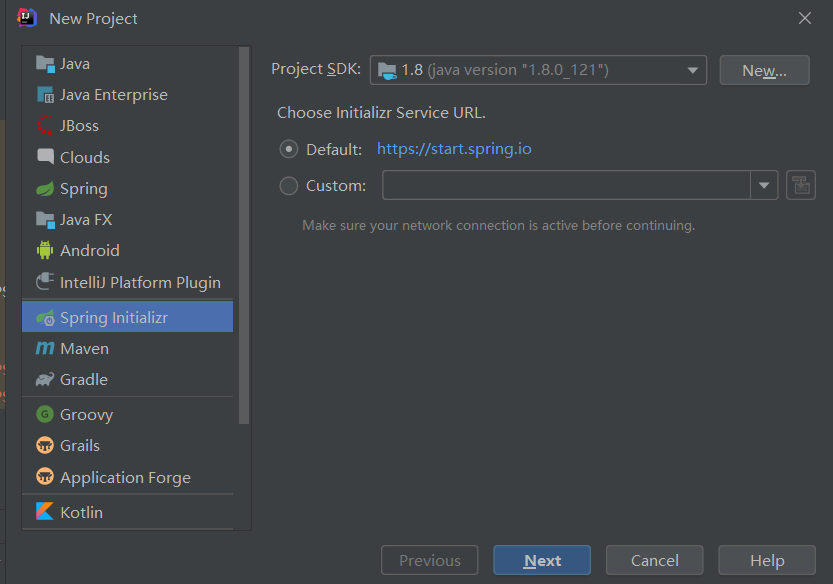 New Project
Java
Java Enterprise
JBoss
Clouds
Spring
Java FX
Android
IntelliJ Platform Plugin
Spring Initializr
Maven
Gradle
Groovy
Grails
Application Forge
Kotlin
Project SDK: 1.8 (java version "1.8.0_121") New...
Choose Initializr Service URL.
Default: https://start.spring.io
Custom:
Make sure your network connection is active before continuing.
Previous Next Cancel Help